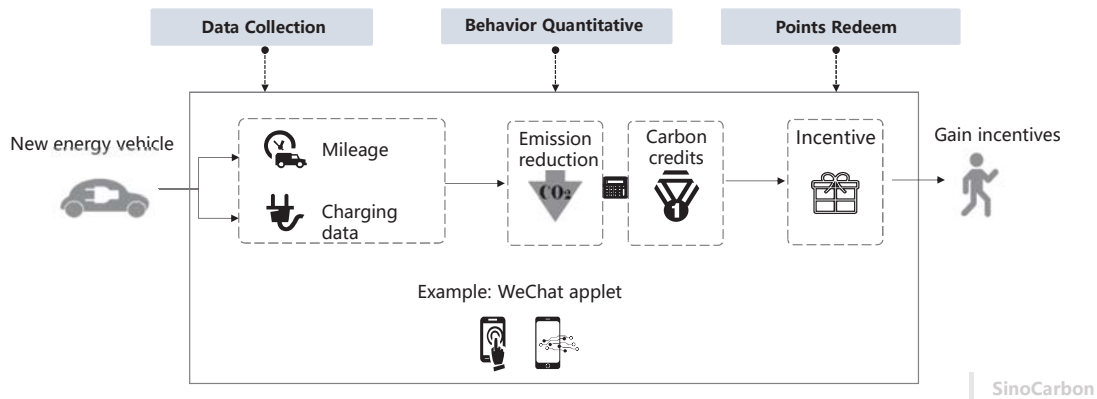 Data Collection
Behavior Quantitative
Points Redeem
New energy vehicle
Mileage
Charging
data
Emission
reduction
CO₂
Carbon
credits
1
Incentive
Gain incentives
Example: WeChat applet
SinoCarbon